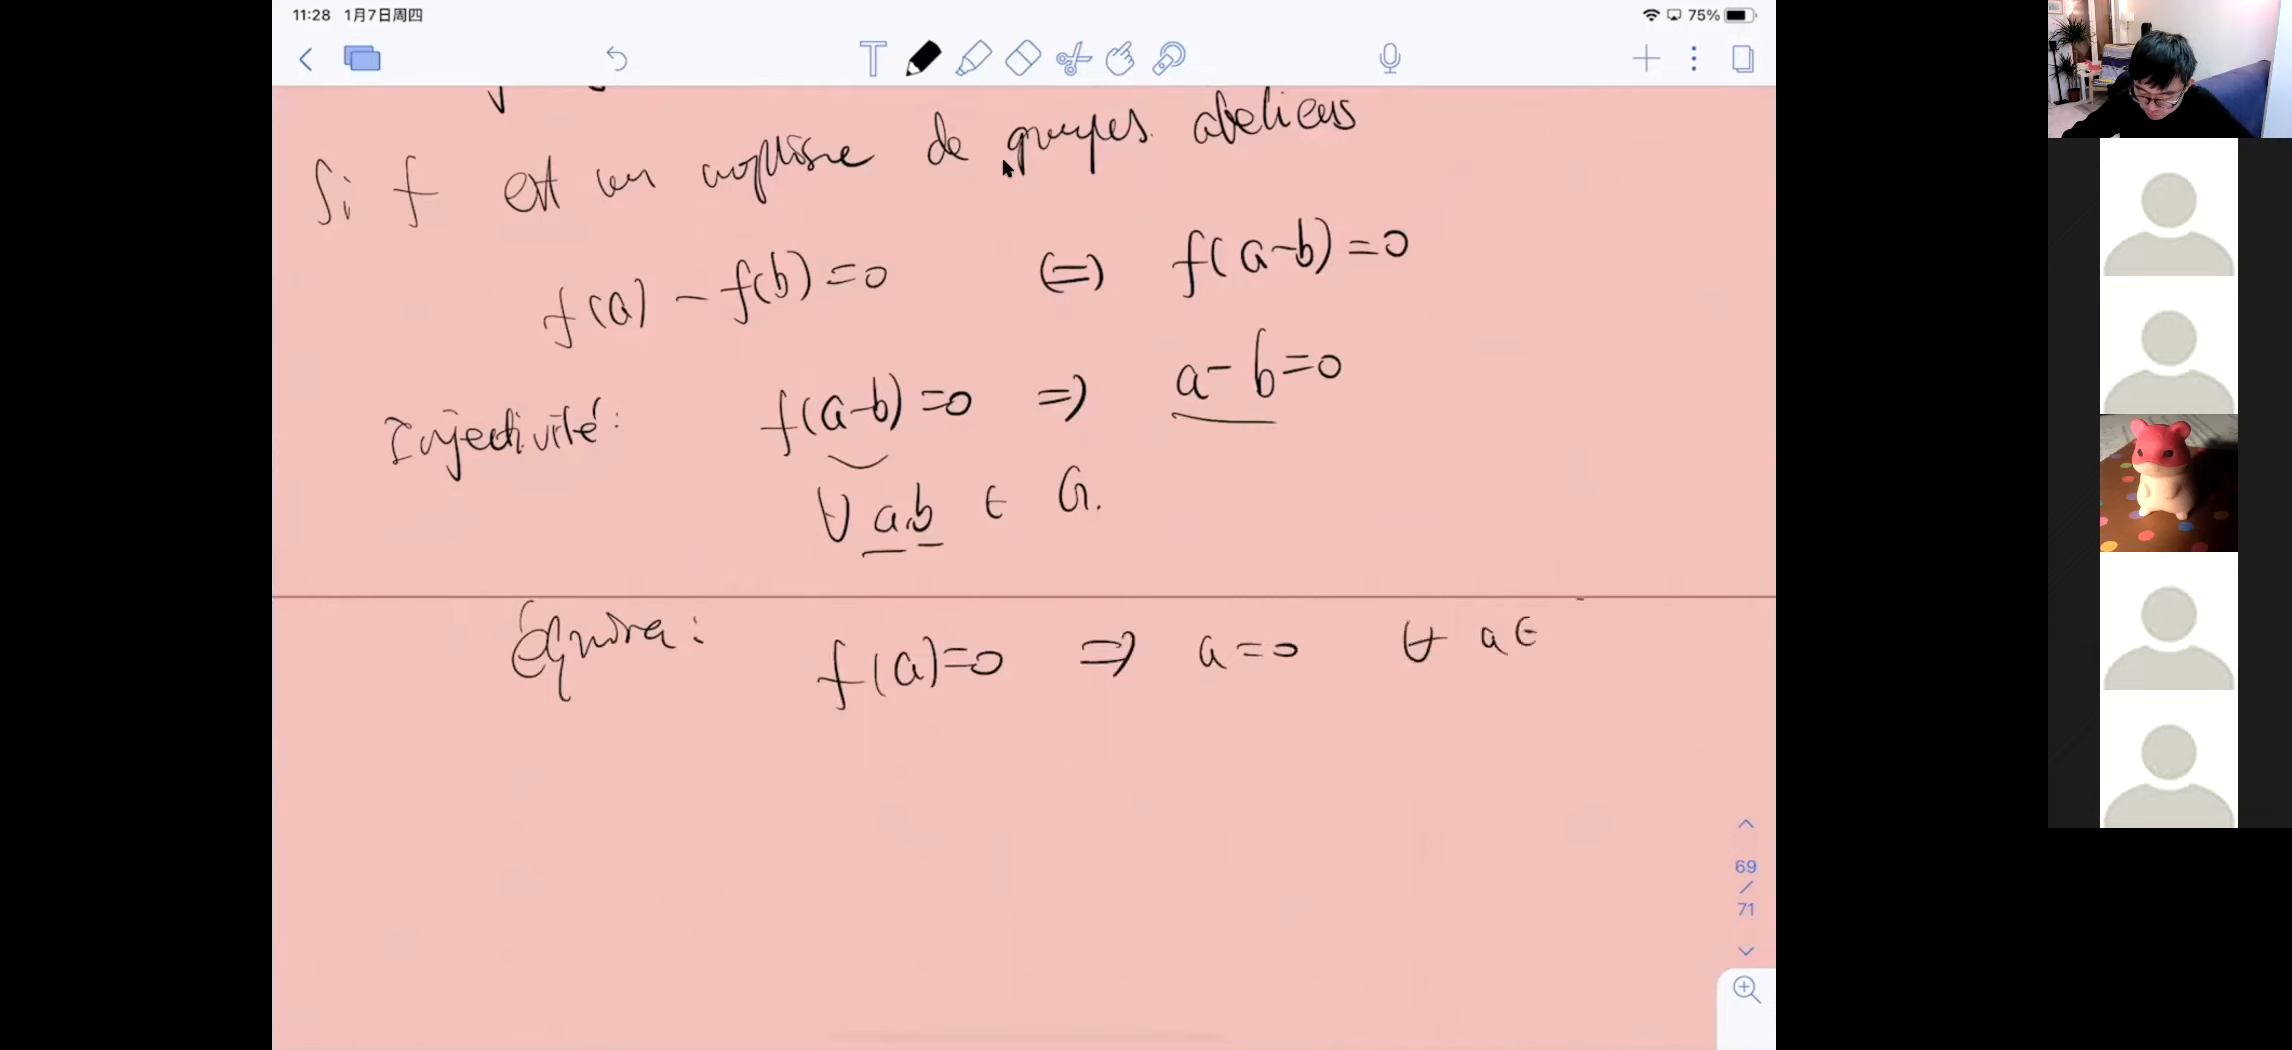 11:28 1月7日周四 75%
Si f est un morphisme de groupes abeliens
f(a) - f(b) = 0 (=) f(a-b) = 0
Injectivité: f(a-b) = 0 => a-b=0
∀ a,b ∈ G.
f(a)=0 => a=0 ∀ a ∈
69
/
71